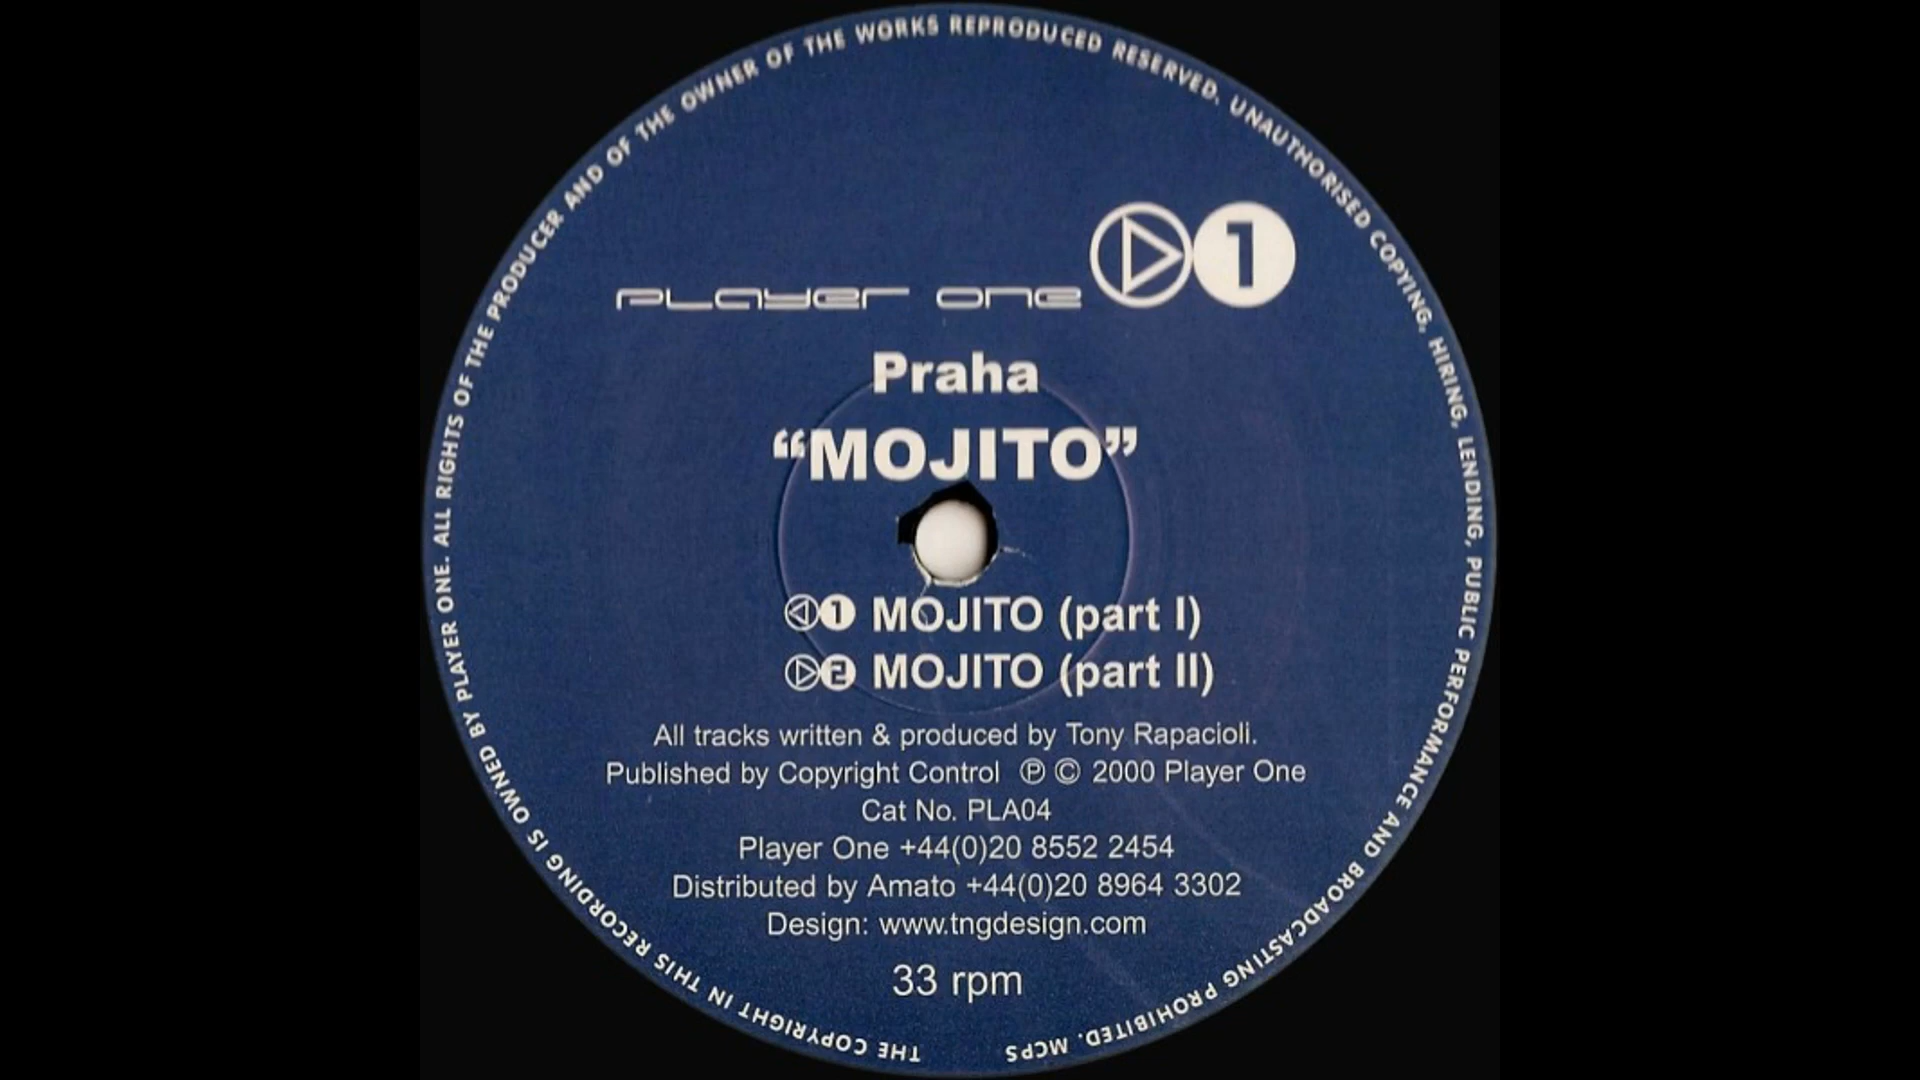 THE COPYRIGHT IN THIS RECORDING IS OWNED BY PLAYER ONE. ALL RIGHTS OF THE PRODUCER AND OF THE OWNER OF THE WORKS REPRODUCED RESERVED. UNAUTHORISED COPYING, HIRING, LENDING, PUBLIC PERFORMANCE AND BROADCASTING PROHIBITED. MCPS
PLAYER ONE 1
Praha
“MOJITO”
1 MOJITO (part I)
2 MOJITO (part II)
All tracks written & produced by Tony Rapacioli.
Published by Copyright Control ℗ © 2000 Player One
Cat No. PLA04
Player One +44(0)20 8552 2454
Distributed by Amato +44(0)20 8964 3302
Design: www.tngdesign.com
33 rpm